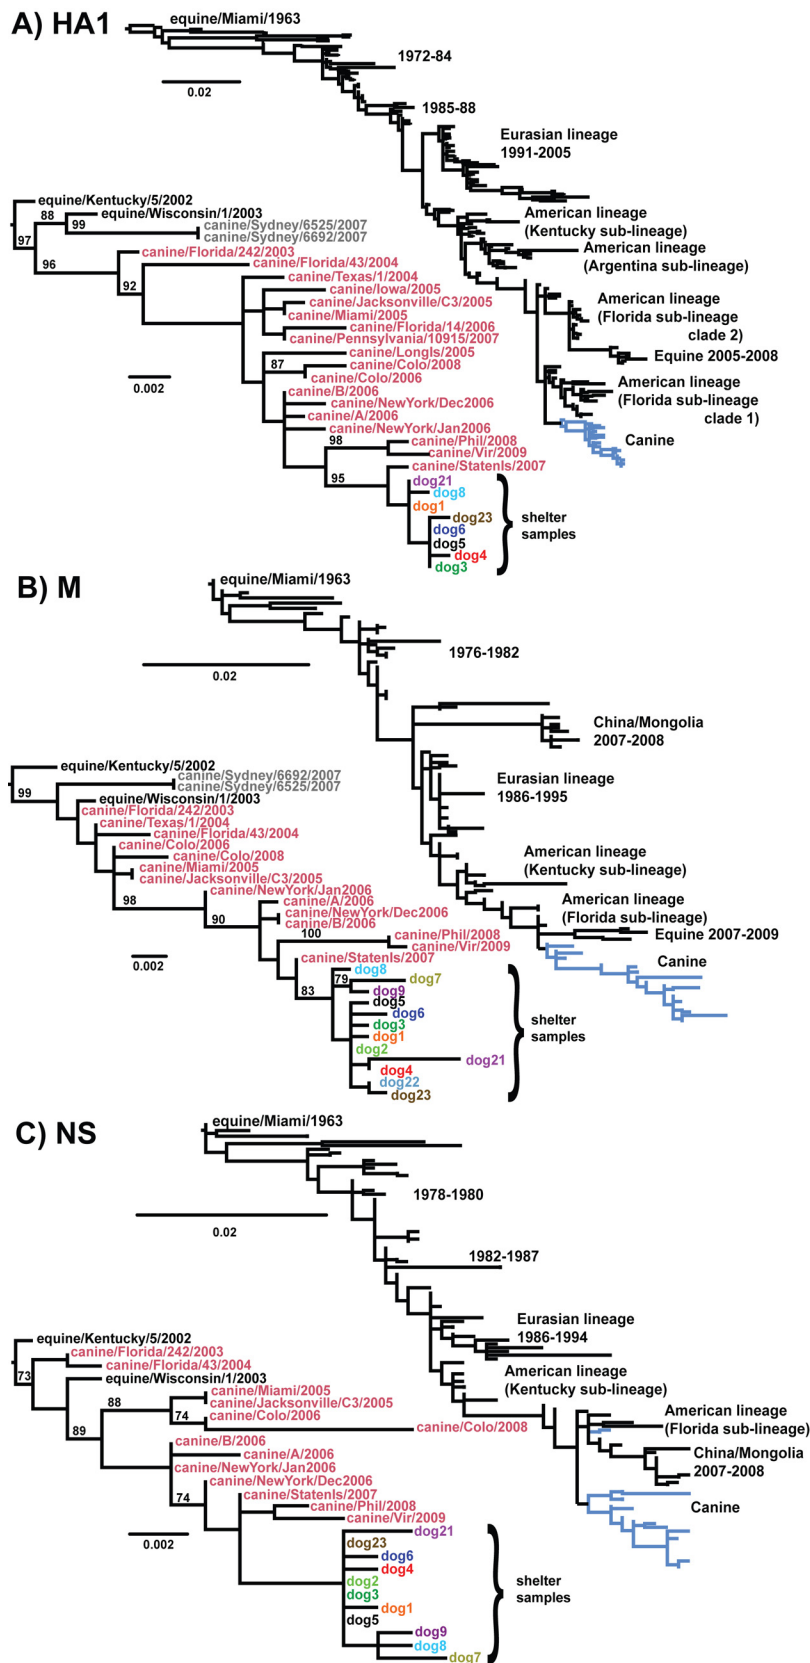 A) HA1
equine/Miami/1963
1972-84
0.02
1985-88
Eurasian lineage
1991-2005
equine/Kentucky/5/2002
88
equine/Wisconsin/1/2003
99
canine/Sydney/6525/2007
canine/Sydney/6692/2007
97
American lineage
(Kentucky sub-lineage)
canine/Florida/242/2003
96
canine/Florida/43/2004
American lineage
(Argentina sub-lineage)
92
canine/Texas/1/2004
canine/Iowa/2005
canine/Jacksonville/C3/2005
canine/Miami/2005
canine/Florida/14/2006
canine/Pennsylvania/10915/2007
American lineage
(Florida sub-lineage
clade 2)
canine/LongIs/2005
Equine 2005-2008
87
canine/Colo/2008
canine/Colo/2006
0.002
canine/B/2006
canine/NewYork/Dec2006
canine/A/2006
canine/NewYork/Jan2006
American lineage
(Florida sub-lineage
clade 1)
98
canine/Phil/2008
canine/Vir/2009
Canine
95
canine/StatenIs/2007
dog21
dog8
dog1
dog23
dog6
dog5
dog4
dog3
shelter
samples
B) M
equine/Miami/1963
1976-1982
0.02
China/Mongolia
2007-2008
equine/Kentucky/5/2002
99
canine/Sydney/6692/2007
canine/Sydney/6525/2007
equine/Wisconsin/1/2003
Eurasian lineage
1986-1995
canine/Florida/242/2003
canine/Texas/1/2004
canine/Florida/43/2004
canine/Colo/2006
canine/Colo/2008
canine/Miami/2005
canine/Jacksonville/C3/2005
American lineage
(Kentucky sub-lineage)
98
canine/NewYork/Jan2006
canine/A/2006
90
canine/NewYork/Dec2006
canine/B/2006
American lineage
(Florida sub-lineage)
100
canine/Phil/2008
canine/Vir/2009
Equine 2007-2009
0.002
canine/StatenIs/2007
Canine
83
dog8
79
dog7
dog9
dog5
dog6
dog3
dog1
dog2
dog21
dog4
dog22
dog23
shelter
samples
C) NS
equine/Miami/1963
1978-1980
0.02
1982-1987
equine/Kentucky/5/2002
Eurasian lineage
1986-1994
canine/Florida/242/2003
canine/Florida/43/2004
73
equine/Wisconsin/1/2003
American lineage
(Kentucky sub-lineage)
88
canine/Miami/2005
canine/Jacksonville/C3/2005
74
canine/Colo/2006
canine/Colo/2008
89
American lineage
(Florida sub-lineage)
canine/B/2006
canine/A/2006
canine/NewYork/Jan2006
China/Mongolia
2007-2008
canine/NewYork/Dec2006
74
canine/StatenIs/2007
canine/Phil/2008
canine/Vir/2009
Canine
0.002
dog21
dog23
dog6
dog4
dog2
dog3
dog1
dog5
dog9
dog8
dog7
shelter
samples